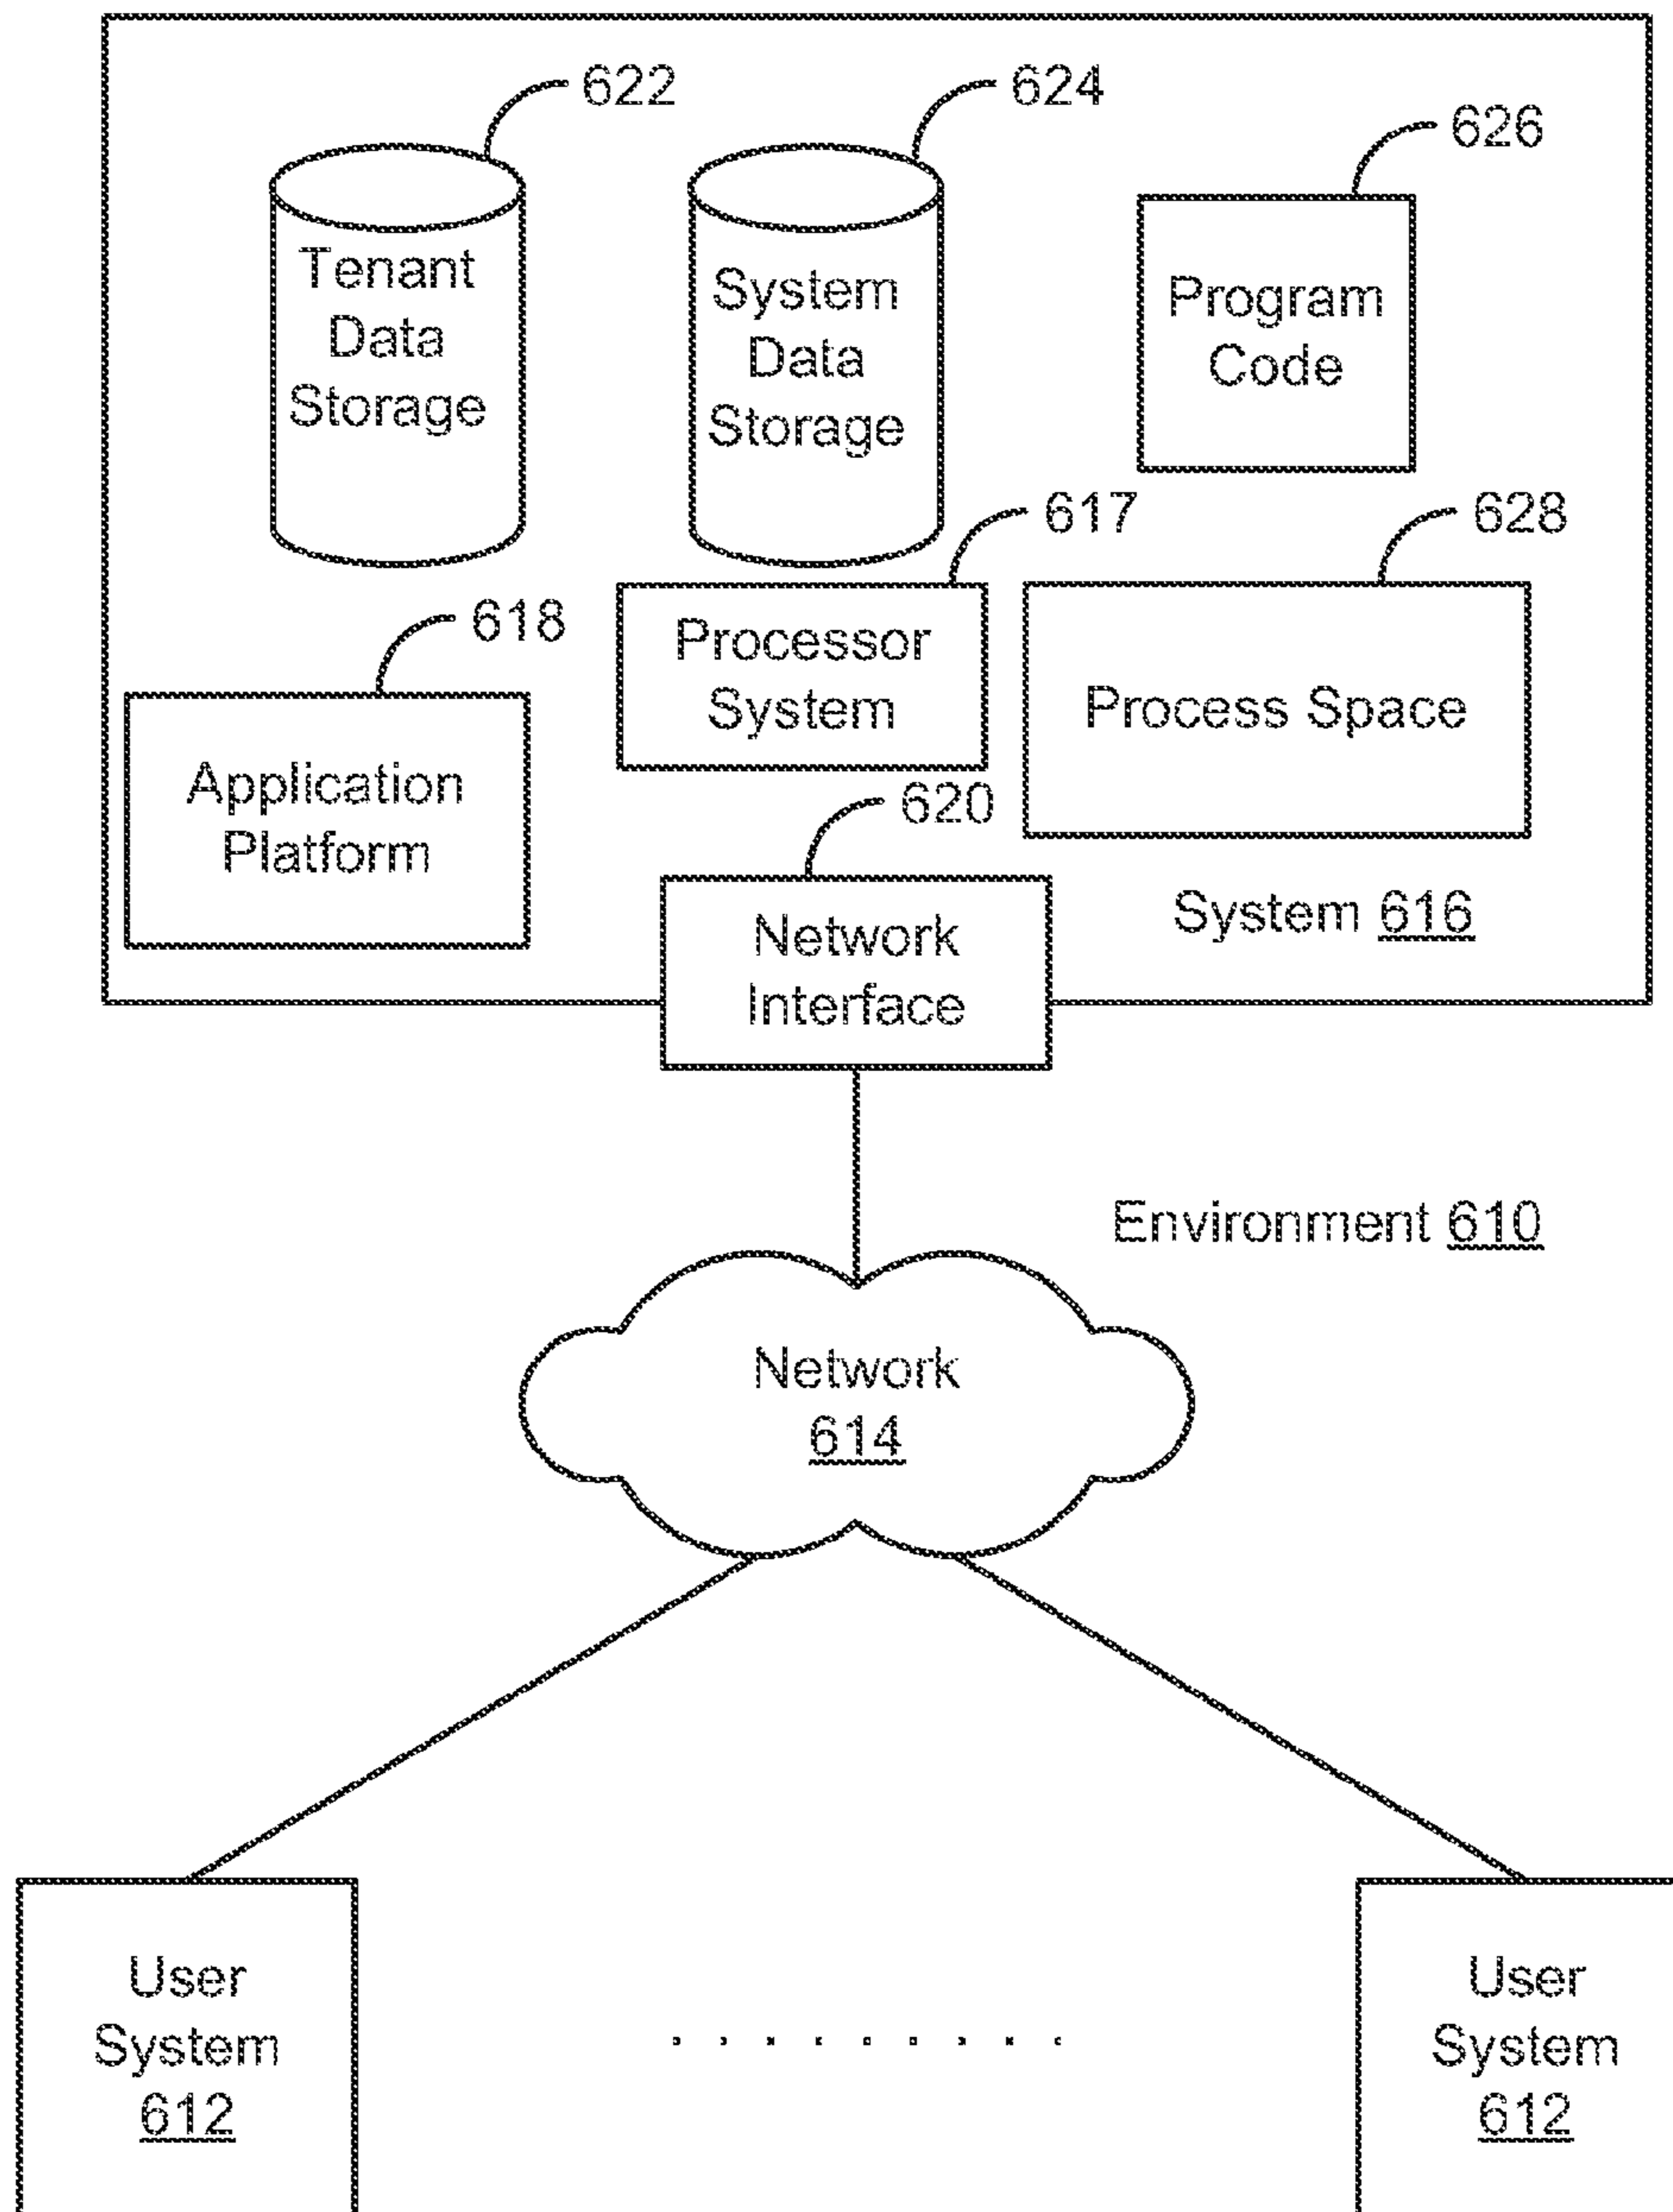 622
624
626
Tenant
Data
Storage
System
Data
Storage
Program
Code
617
628
618
Processor
System
Process Space
Application
Platform
620
System 616
Network
Interface
Environment 610
Network
614
User
System
612
User
System
612